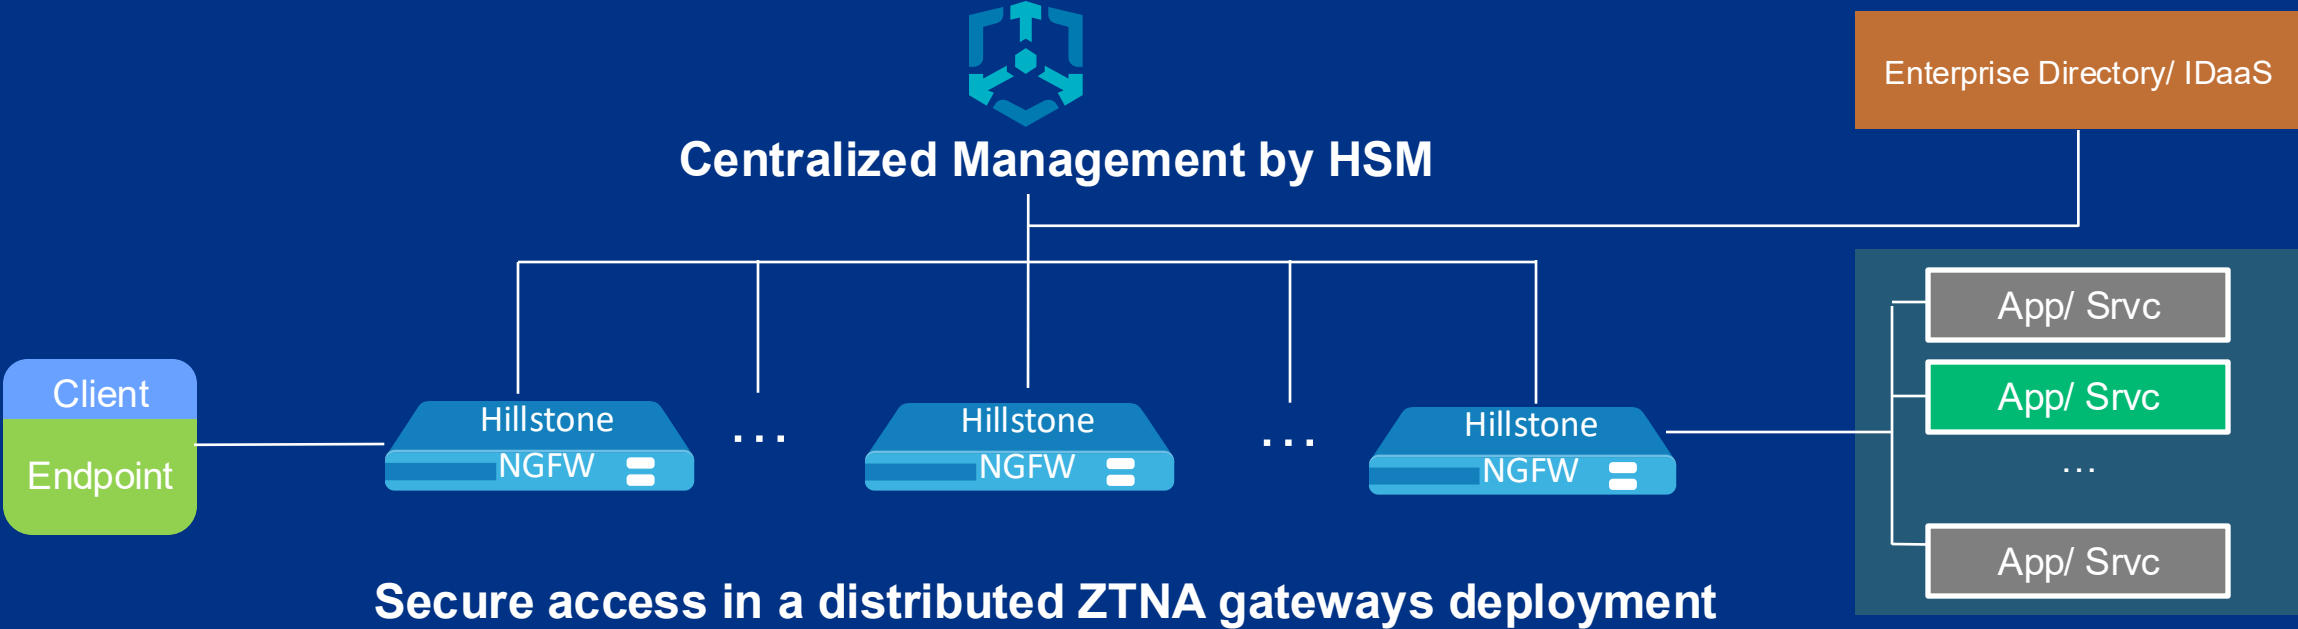 Enterprise Directory/ IDaaS
Centralized Management by HSM
App/ Srvc
Client
Endpoint
Hillstone
NGFW
...
Hillstone
NGFW
...
Hillstone
NGFW
App/ Srvc
...
App/ Srvc
Secure access in a distributed ZTNA gateways deployment